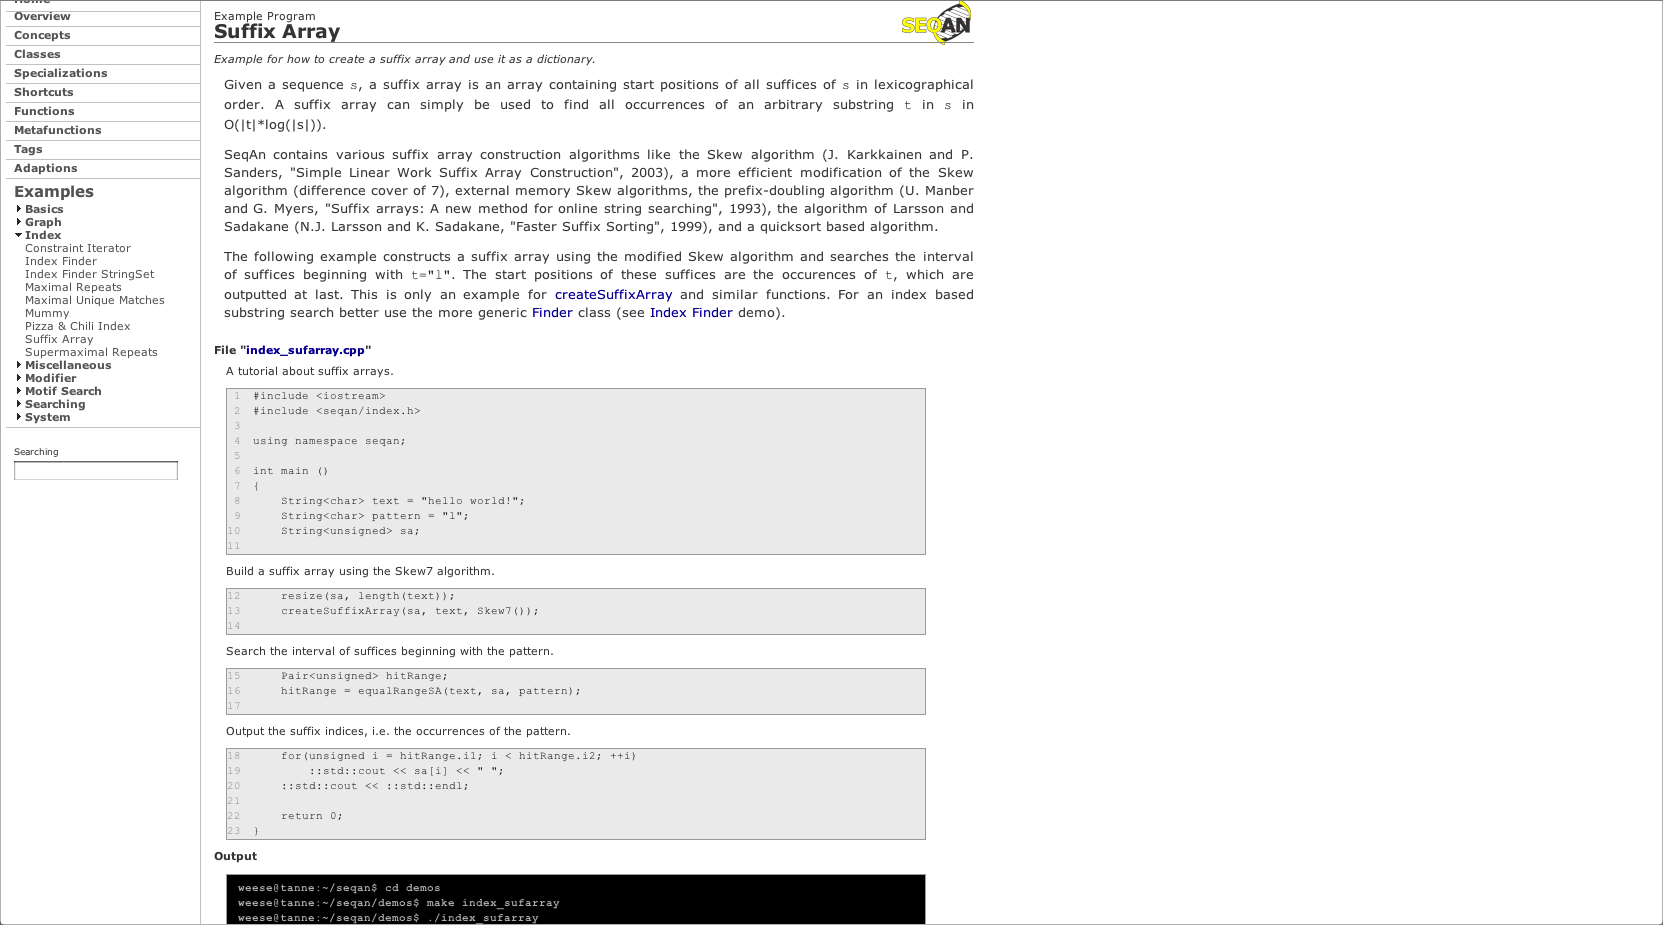 Home
Overview
Concepts
Classes
Specializations
Shortcuts
Functions
Metafunctions
Tags
Adaptions
Examples
Basics
Graph
Index
Constraint Iterator
Index Finder
Index Finder StringSet
Maximal Repeats
Maximal Unique Matches
Mummy
Pizza & Chili Index
Suffix Array
Supermaximal Repeats
Miscellaneous
Modifier
Motif Search
Searching
System
Searching
Example Program
Suffix Array
SEQAN
Example for how to create a suffix array and use it as a dictionary.
Given a sequence s, a suffix array is an array containing start positions of all suffices of s in lexicographical
order. A suffix array can simply be used to find all occurrences of an arbitrary substring t in s in
O(|t|*log(|s|)).
SeqAn contains various suffix array construction algorithms like the Skew algorithm (J. Karkkainen and P.
Sanders, "Simple Linear Work Suffix Array Construction", 2003), a more efficient modification of the Skew
algorithm (difference cover of 7), external memory Skew algorithms, the prefix-doubling algorithm (U. Manber
and G. Myers, "Suffix arrays: A new method for online string searching", 1993), the algorithm of Larsson and
Sadakane (N.J. Larsson and K. Sadakane, "Faster Suffix Sorting", 1999), and a quicksort based algorithm.
The following example constructs a suffix array using the modified Skew algorithm and searches the interval
of suffices beginning with t="l". The start positions of these suffices are the occurences of t, which are
outputted at last. This is only an example for createSuffixArray and similar functions. For an index based
substring search better use the more generic Finder class (see Index Finder demo).
File "index_sufarray.cpp"
A tutorial about suffix arrays.
1 #include <iostream>
2 #include <seqan/index.h>
3
4 using namespace seqan;
5
6 int main ()
7 {
8     String<char> text = "hello world!";
9     String<char> pattern = "l";
10     String<unsigned> sa;
11
Build a suffix array using the Skew7 algorithm.
12     resize(sa, length(text));
13     createSuffixArray(sa, text, Skew7());
14
Search the interval of suffices beginning with the pattern.
15     Pair<unsigned> hitRange;
16     hitRange = equalRangeSA(text, sa, pattern);
17
Output the suffix indices, i.e. the occurrences of the pattern.
18     for(unsigned i = hitRange.i1; i < hitRange.i2; ++i)
19         ::std::cout << sa[i] << " ";
20     ::std::cout << ::std::endl;
21
22     return 0;
23 }
Output
weese@tanne:~/seqan$ cd demos
weese@tanne:~/seqan/demos$ make index_sufarray
weese@tanne:~/seqan/demos$ ./index_sufarray